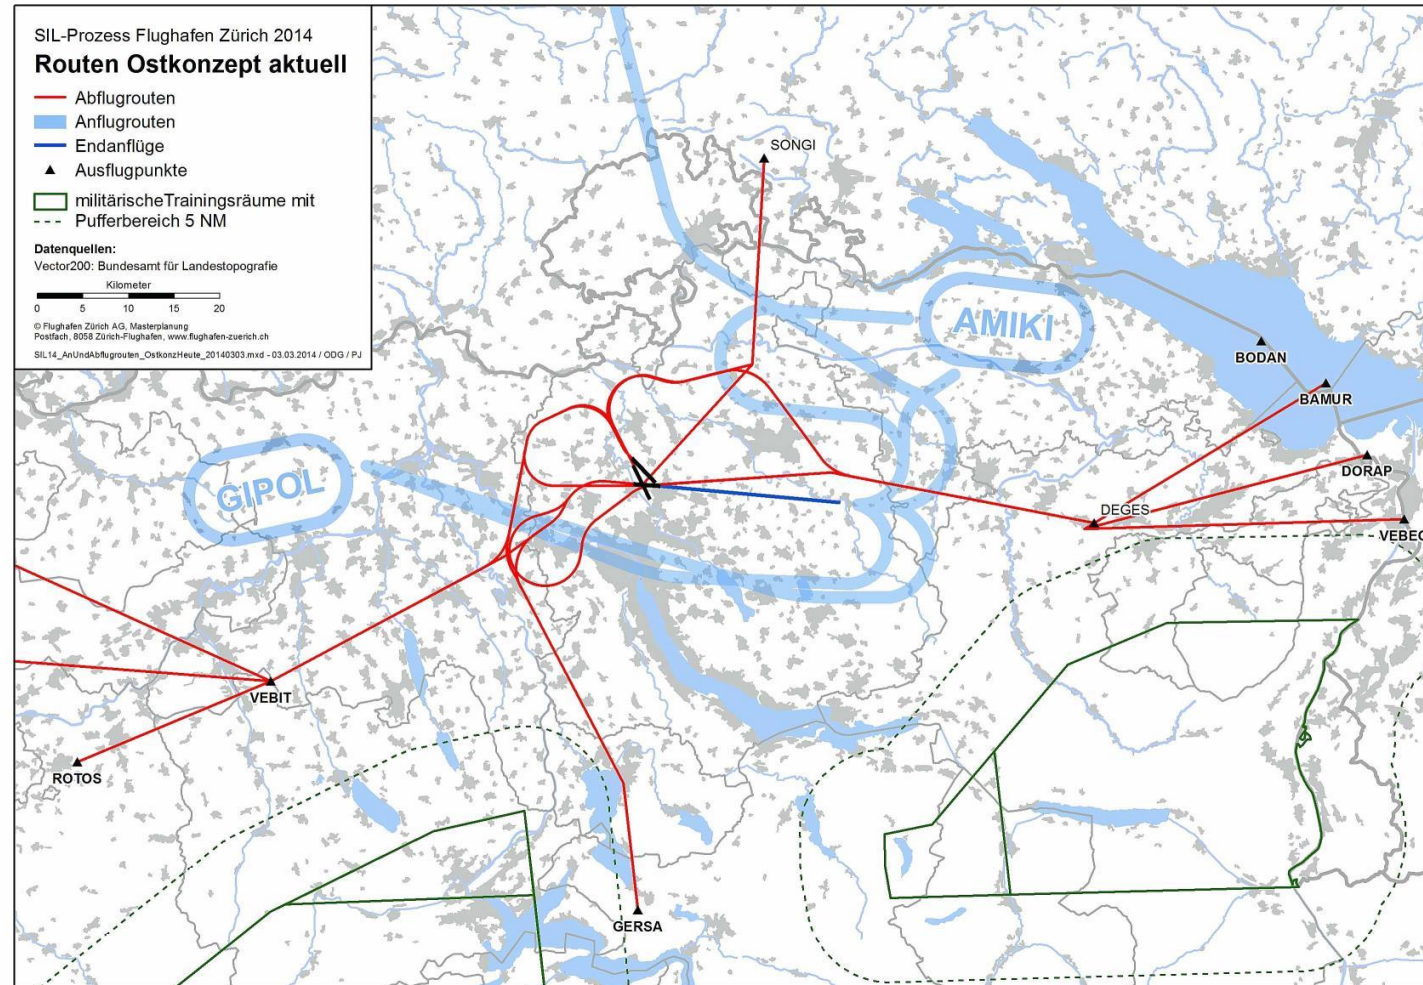 SIL-Prozess Flughafen Zürich 2014
Routen Ostkonzept aktuell
Abflugrouten
Anflugrouten
Endanflüge
Ausflugpunkte
militärischeTrainingsräume mit
Pufferbereich 5 NM
Datenquellen:
Vector200: Bundesamt für Landestopografie
Kilometer
0 5 10 15 20
© Flughafen Zürich AG, Masterplanung
Postfach, 8058 Zürich-Flughafen, www.flughafen-zuerich.ch
SIL14_AnUndAbflugrouten_OstkonzHeute_20140303.mxd - 03.03.2014 / ODG / PJ
SONGI
AMIKI
BODAN
BAMUR
GIPOL
DORAP
DEGES
VEBEG
VEBIT
ROTOS
GERSA